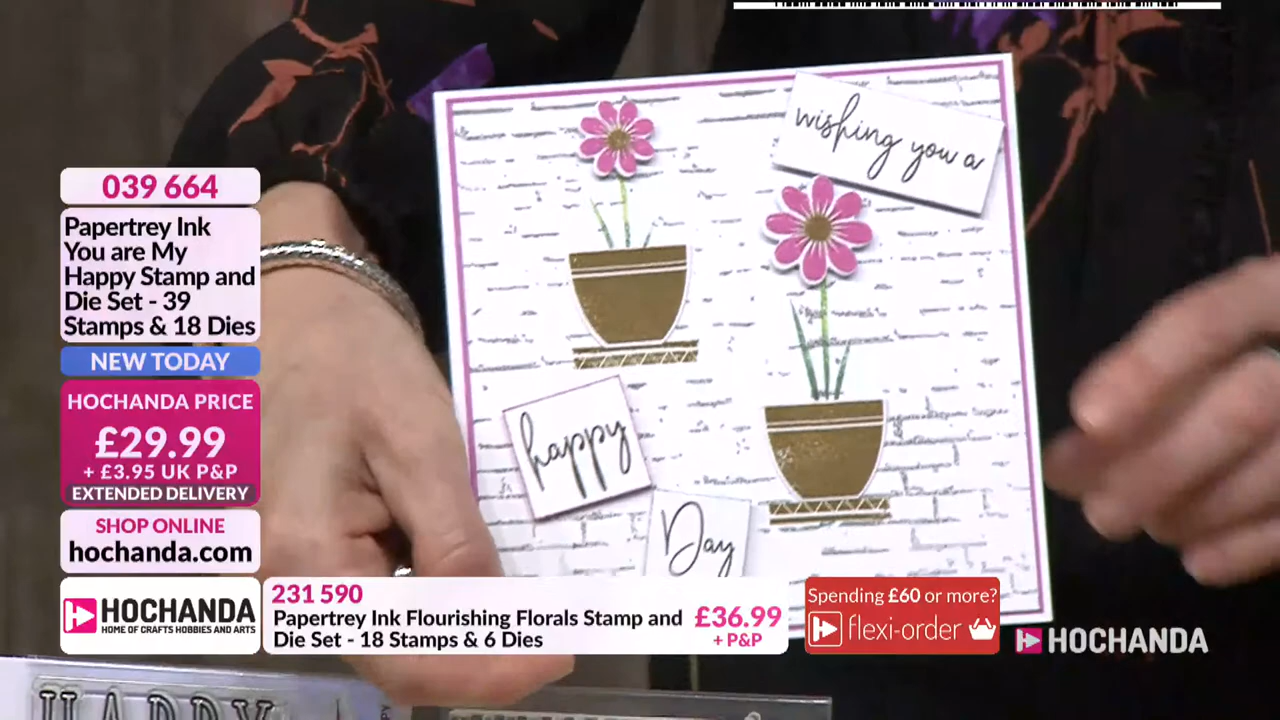 wishing you a
happy
Day
039 664
Papertrey Ink
You are My
Happy Stamp and
Die Set - 39
Stamps & 18 Dies
NEW TODAY
HOCHANDA PRICE
£29.99
+ £3.95 UK P&P
EXTENDED DELIVERY
SHOP ONLINE
hochanda.com
HOCHANDA
HOME OF CRAFTS HOBBIES AND ARTS
231 590
Papertrey Ink Flourishing Florals Stamp and
Die Set - 18 Stamps & 6 Dies
£36.99
+ P&P
Spending £60 or more?
flexi-order
HOCHANDA
HAPPY